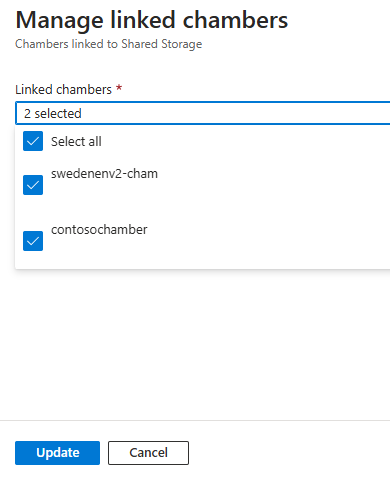 Manage linked chambers
Chambers linked to Shared Storage
Linked chambers *
2 selected
Select all
swedenenv2-cham
contosochamber
Update Cancel